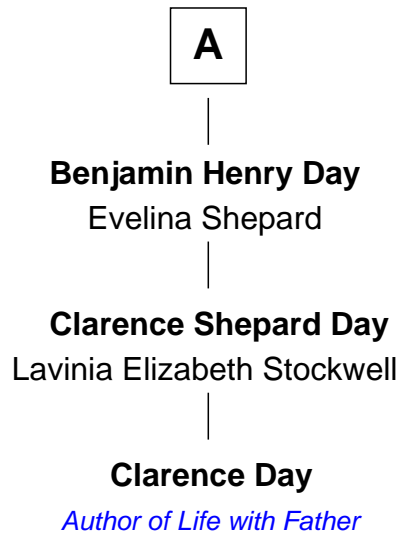 A
Benjamin Henry Day
Evelina Shepard
Clarence Shepard Day
Lavinia Elizabeth Stockwell
Clarence Day
Author of Life with Father